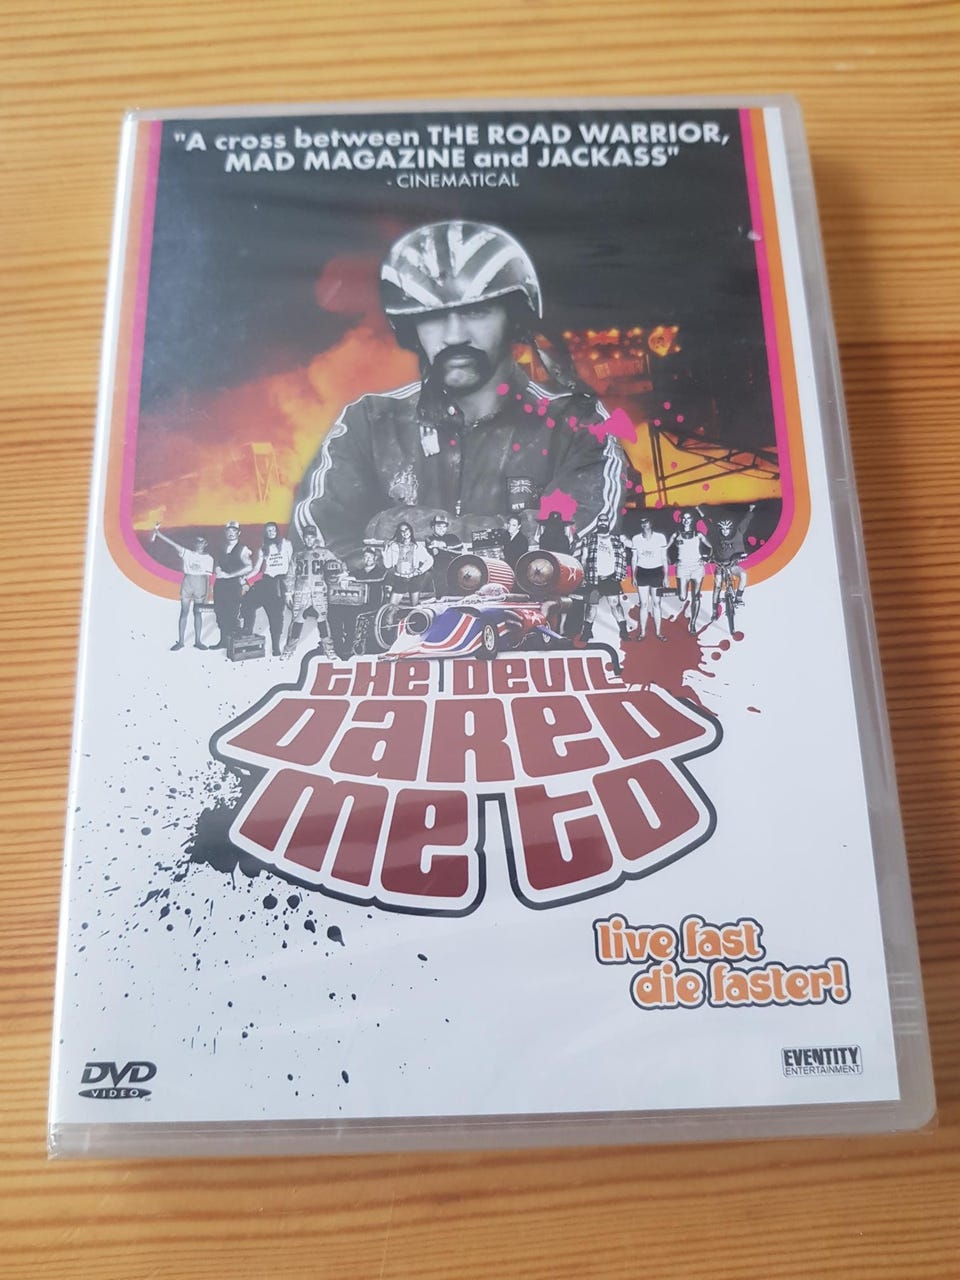 "A cross between THE ROAD WARRIOR,
MAD MAGAZINE and JACKASS"
- CINEMATICAL
THE DEVIL
DARED
ME TO
live fast
die faster!
DVD
VIDEO
TM
EVENTITY
ENTERTAINMENT